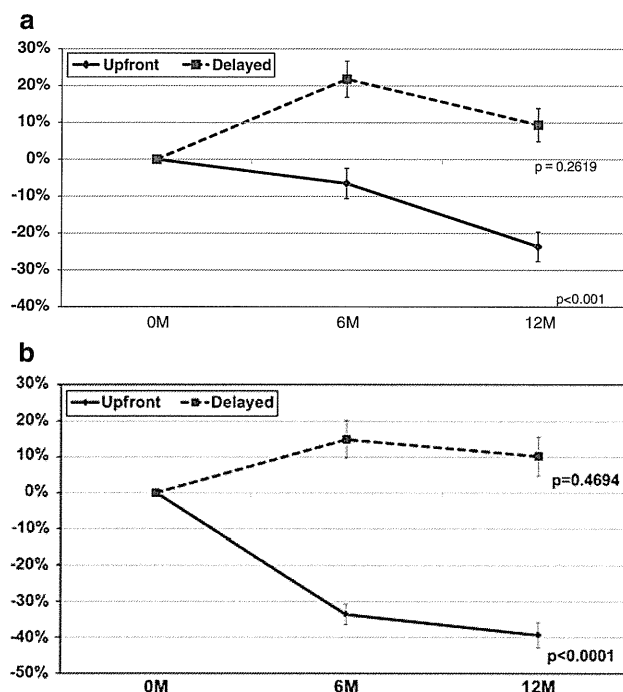 a
30%
Upfront Delayed
20%
10%
0%
p = 0.2619
-10%
-20%
-30%
p<0.001
-40%
0M 6M 12M
b
30%
Upfront Delayed
20%
10%
p=0.4694
0%
-10%
-20%
-30%
-40%
p<0.0001
-50%
0M 6M 12M